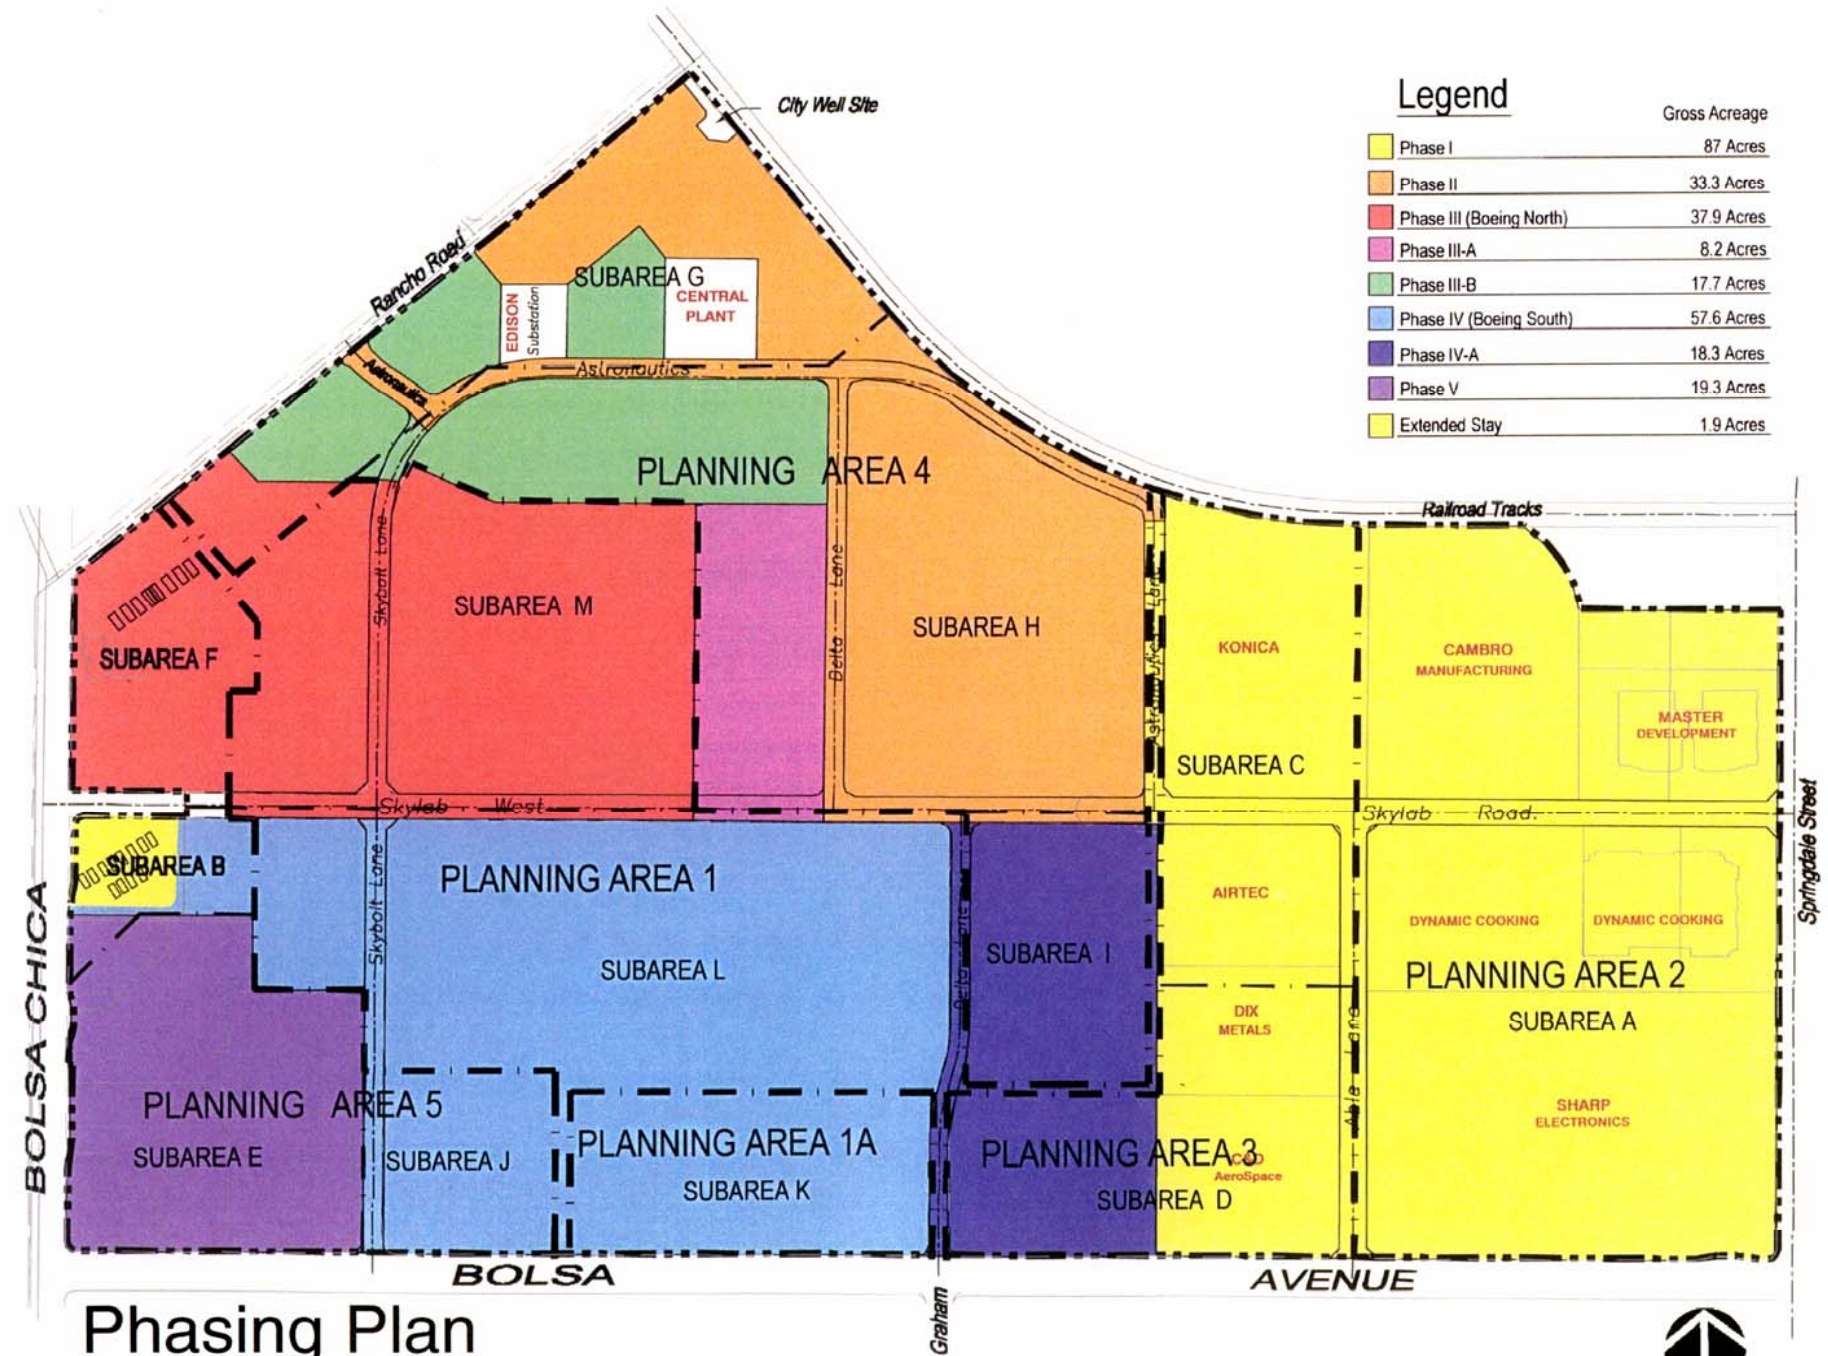 City Well Site
Legend
Gross Acreage
Phase I 87 Acres
Phase II 33.3 Acres
Phase III (Boeing North) 37.9 Acres
Phase III-A 8.2 Acres
Phase III-B 17.7 Acres
Phase IV (Boeing South) 57.6 Acres
Phase IV-A 18.3 Acres
Phase V 19.3 Acres
Extended Stay 1.9 Acres
Rancho Road
SUBAREA G
EDISON
Substation
CENTRAL
PLANT
Astronautics
Astronautics
PLANNING AREA 4
Railroad Tracks
Skybolt Lane
SUBAREA M
Delta Lane
SUBAREA H
Astronautics Lane
KONICA
CAMBRO
MANUFACTURING
SUBAREA F
MASTER
DEVELOPMENT
SUBAREA C
Skylab West
Skylab Road.
Springdale Street
SUBAREA B
PLANNING AREA 1
Skybolt Lane
AIRTEC
DYNAMIC COOKING
DYNAMIC COOKING
SUBAREA L
Delta Lane
SUBAREA I
PLANNING AREA 2
DIX
METALS
SUBAREA A
Able Lane
BOLSA CHICA
PLANNING AREA 5
SUBAREA E
SUBAREA J
PLANNING AREA 1A
SUBAREA K
PLANNING AREA 3
C&D
AeroSpace
SUBAREA D
SHARP
ELECTRONICS
BOLSA
AVENUE
Graham
Phasing Plan